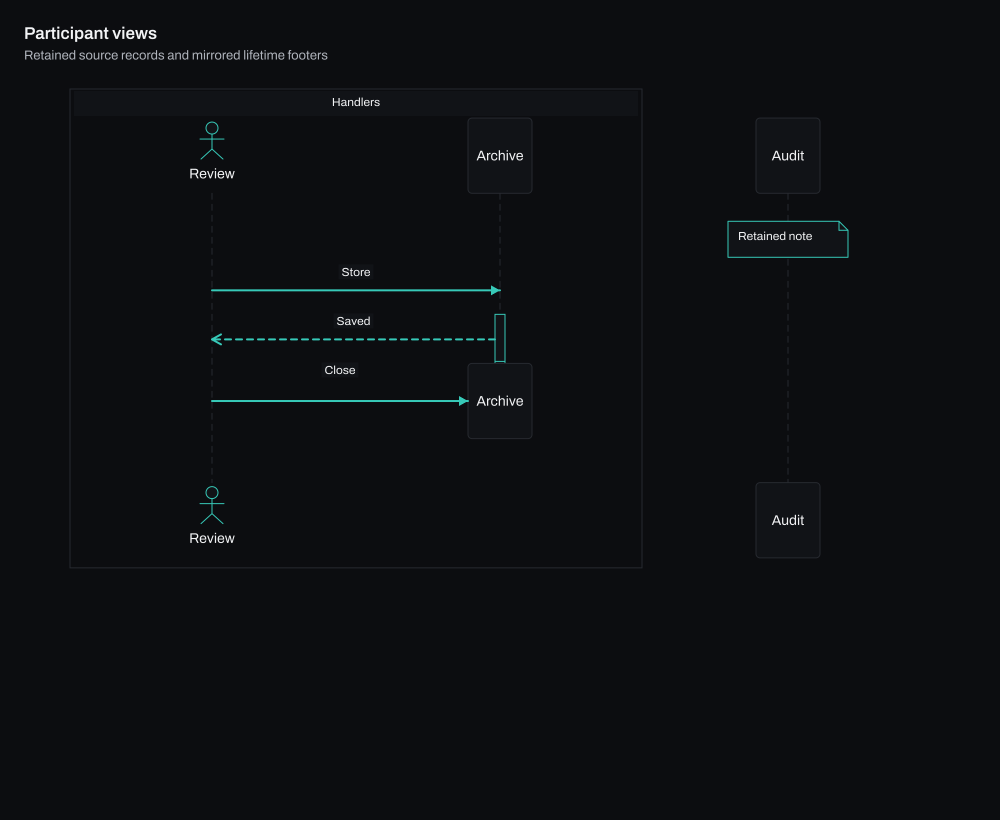 Participant views
Retained source records and mirrored lifetime footers
Handlers
Review
Archive
Audit
Retained note
Store
Saved
Close
Archive
Review
Audit